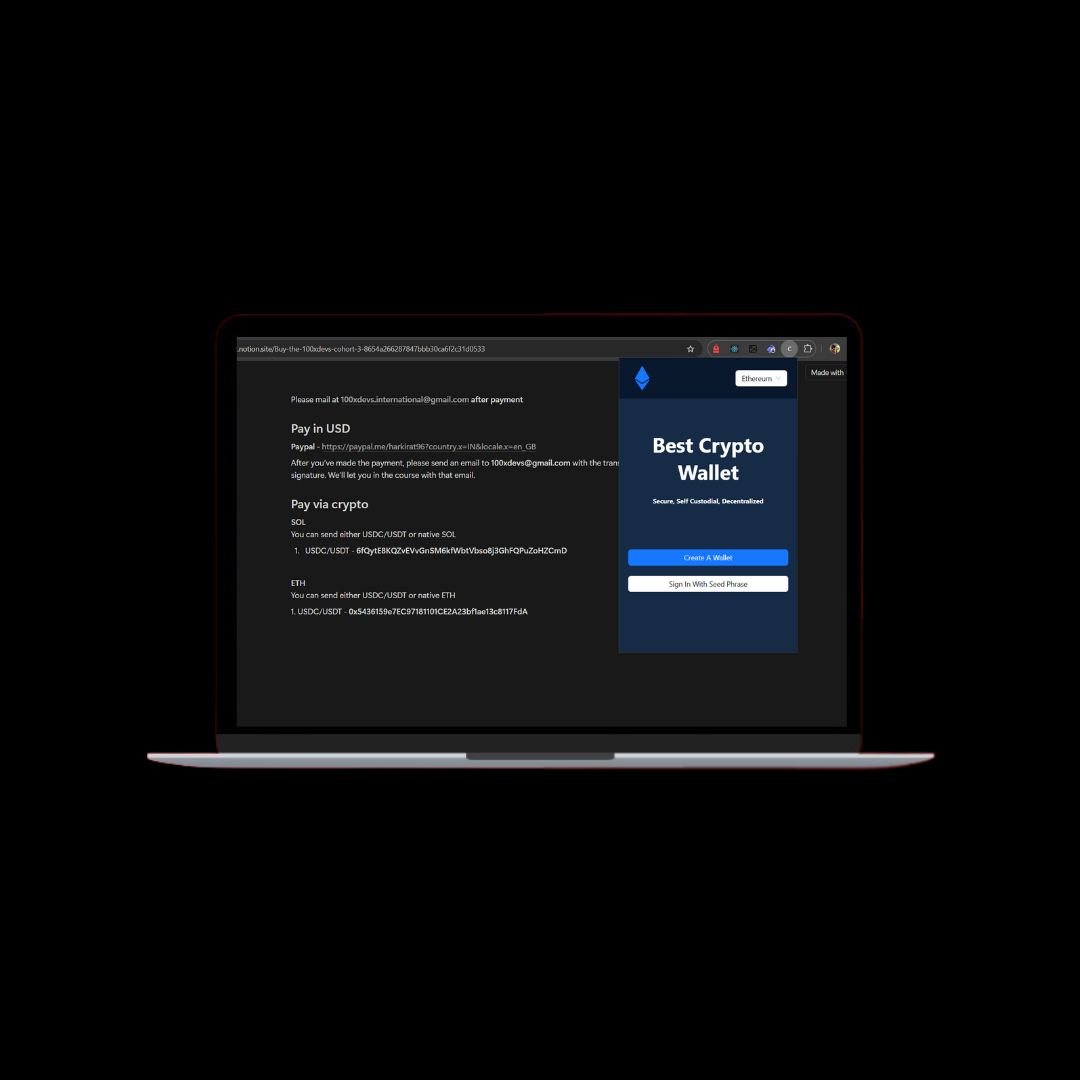 .notion.site/Buy-the-100xdevs-cohort-3-8654a266287847bbb30ca6f2c31d0533
C
Made with
Please mail at 100xdevs.international@gmail.com after payment
Pay in USD
Paypal - https://paypal.me/harkirat96?country.x=IN&locale.x=en_GB
After you've made the payment, please send an email to 100xdevs@gmail.com with the trans
signature. We'll let you in the course with that email.
Pay via crypto
SOL
You can send either USDC/USDT or native SOL
1. USDC/USDT - 6fQytE8KQZvEVvGnSM6kfWbtVbso8j3GhFQPuZoHZCmD
ETH
You can send either USDC/USDT or native ETH
1. USDC/USDT - 0x5436159e7EC97181101CE2A23bf1ae13c8117FdA
Ethereum
Best Crypto
Wallet
Secure, Self Custodial, Decentralized
Create A Wallet
Sign In With Seed Phrase